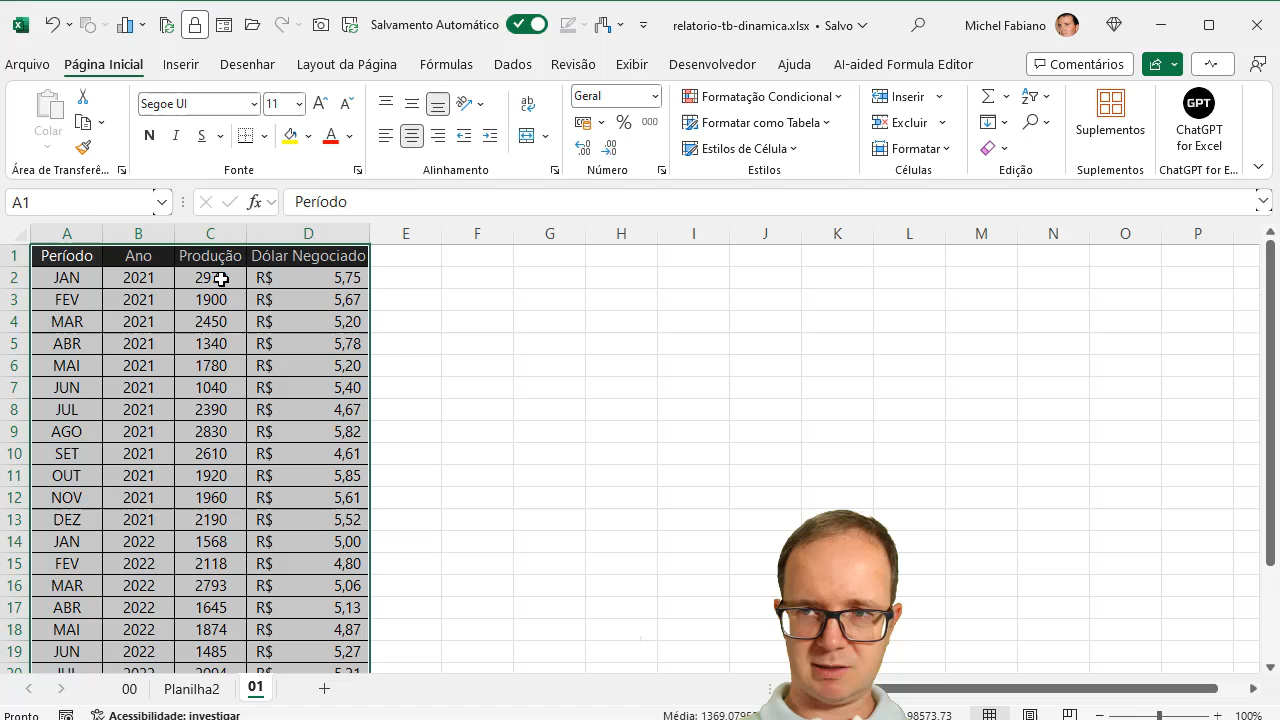 Salvamento Automático
relatorio-tb-dinamica.xlsx • Salvo
Michel Fabiano
Arquivo Página Inicial Inserir Desenhar Layout da Página Fórmulas Dados Revisão Exibir Desenvolvedor Ajuda AI-aided Formula Editor Comentários
Colar
Segoe UI 11
N I S
Geral
% 000
Formatação Condicional
Formatar como Tabela
Estilos de Célula
Inserir
Excluir
Formatar
Suplementos
GPT
ChatGPT
for Excel
Área de Transferê... Fonte Alinhamento Número Estilos Células Edição Suplementos ChatGPT for E...
A1 fx Período
A B C D E F G H I J K L M N O P
1 Período Ano Produção Dólar Negociado
2 JAN 2021 R$ 5,75
3 FEV 2021 1900 R$ 5,67
4 MAR 2021 2450 R$ 5,20
5 ABR 2021 1340 R$ 5,78
6 MAI 2021 1780 R$ 5,20
7 JUN 2021 1040 R$ 5,40
8 JUL 2021 2390 R$ 4,67
9 AGO 2021 2830 R$ 5,82
10 SET 2021 2610 R$ 4,61
11 OUT 2021 1920 R$ 5,85
12 NOV 2021 1960 R$ 5,61
13 DEZ 2021 2190 R$ 5,52
14 JAN 2022 1568 R$ 5,00
15 FEV 2022 2118 R$ 4,80
16 MAR 2022 2793 R$ 5,06
17 ABR 2022 1645 R$ 5,13
18 MAI 2022 1874 R$ 4,87
19 JUN 2022 1485 R$ 5,27
00 Planilha2 01
Pronto Acessibilidade: investigar 100%